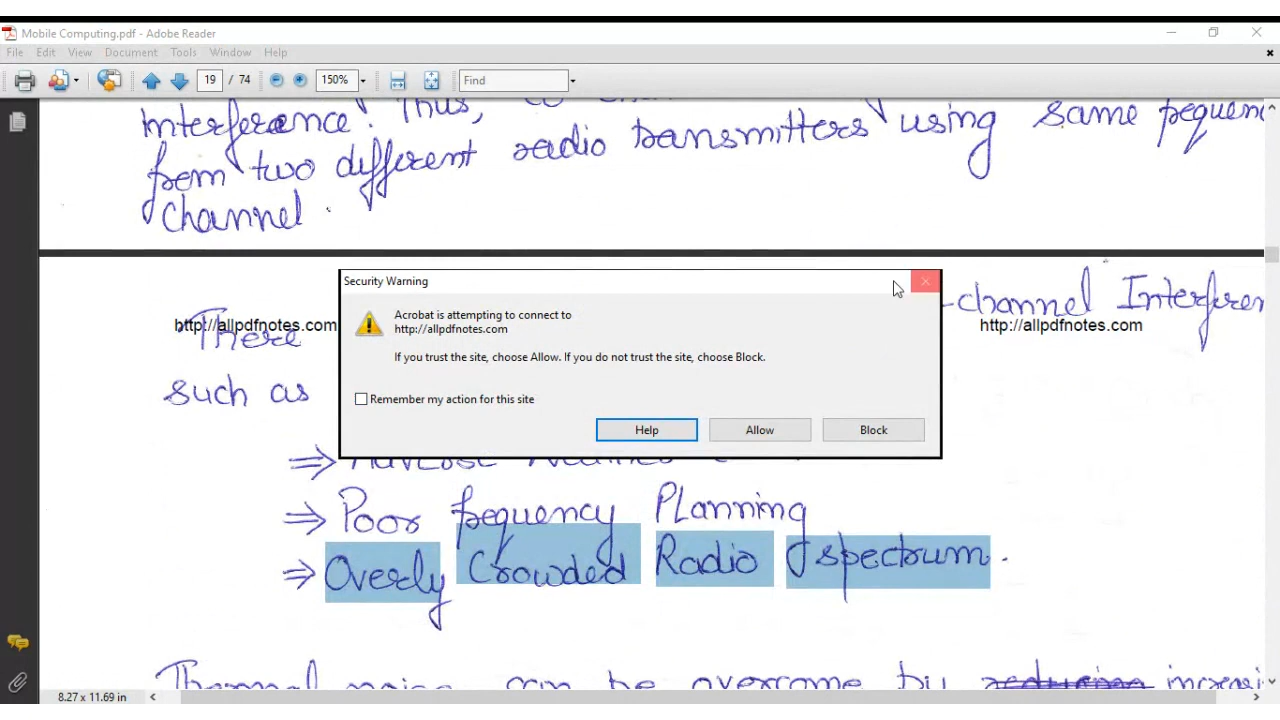 Mobile Computing.pdf - Adobe Reader
File Edit View Document Tools Window Help
19 / 74 150% Find
Interference. Thus, to
from two different radio transmitters using same
channel.
-channel
There
http://allpdfnotes.com
http://allpdfnotes.com
such as
Security Warning
Acrobat is attempting to connect to
http://allpdfnotes.com
If you trust the site, choose Allow. If you do not trust the site, choose Block.
Remember my action for this site
Help Allow Block
⇒ Poor fequency PLanning
⇒ Overly Crowded Radio spectrum.
Thermal noise can be overcome by
8.27 x 11.69 in